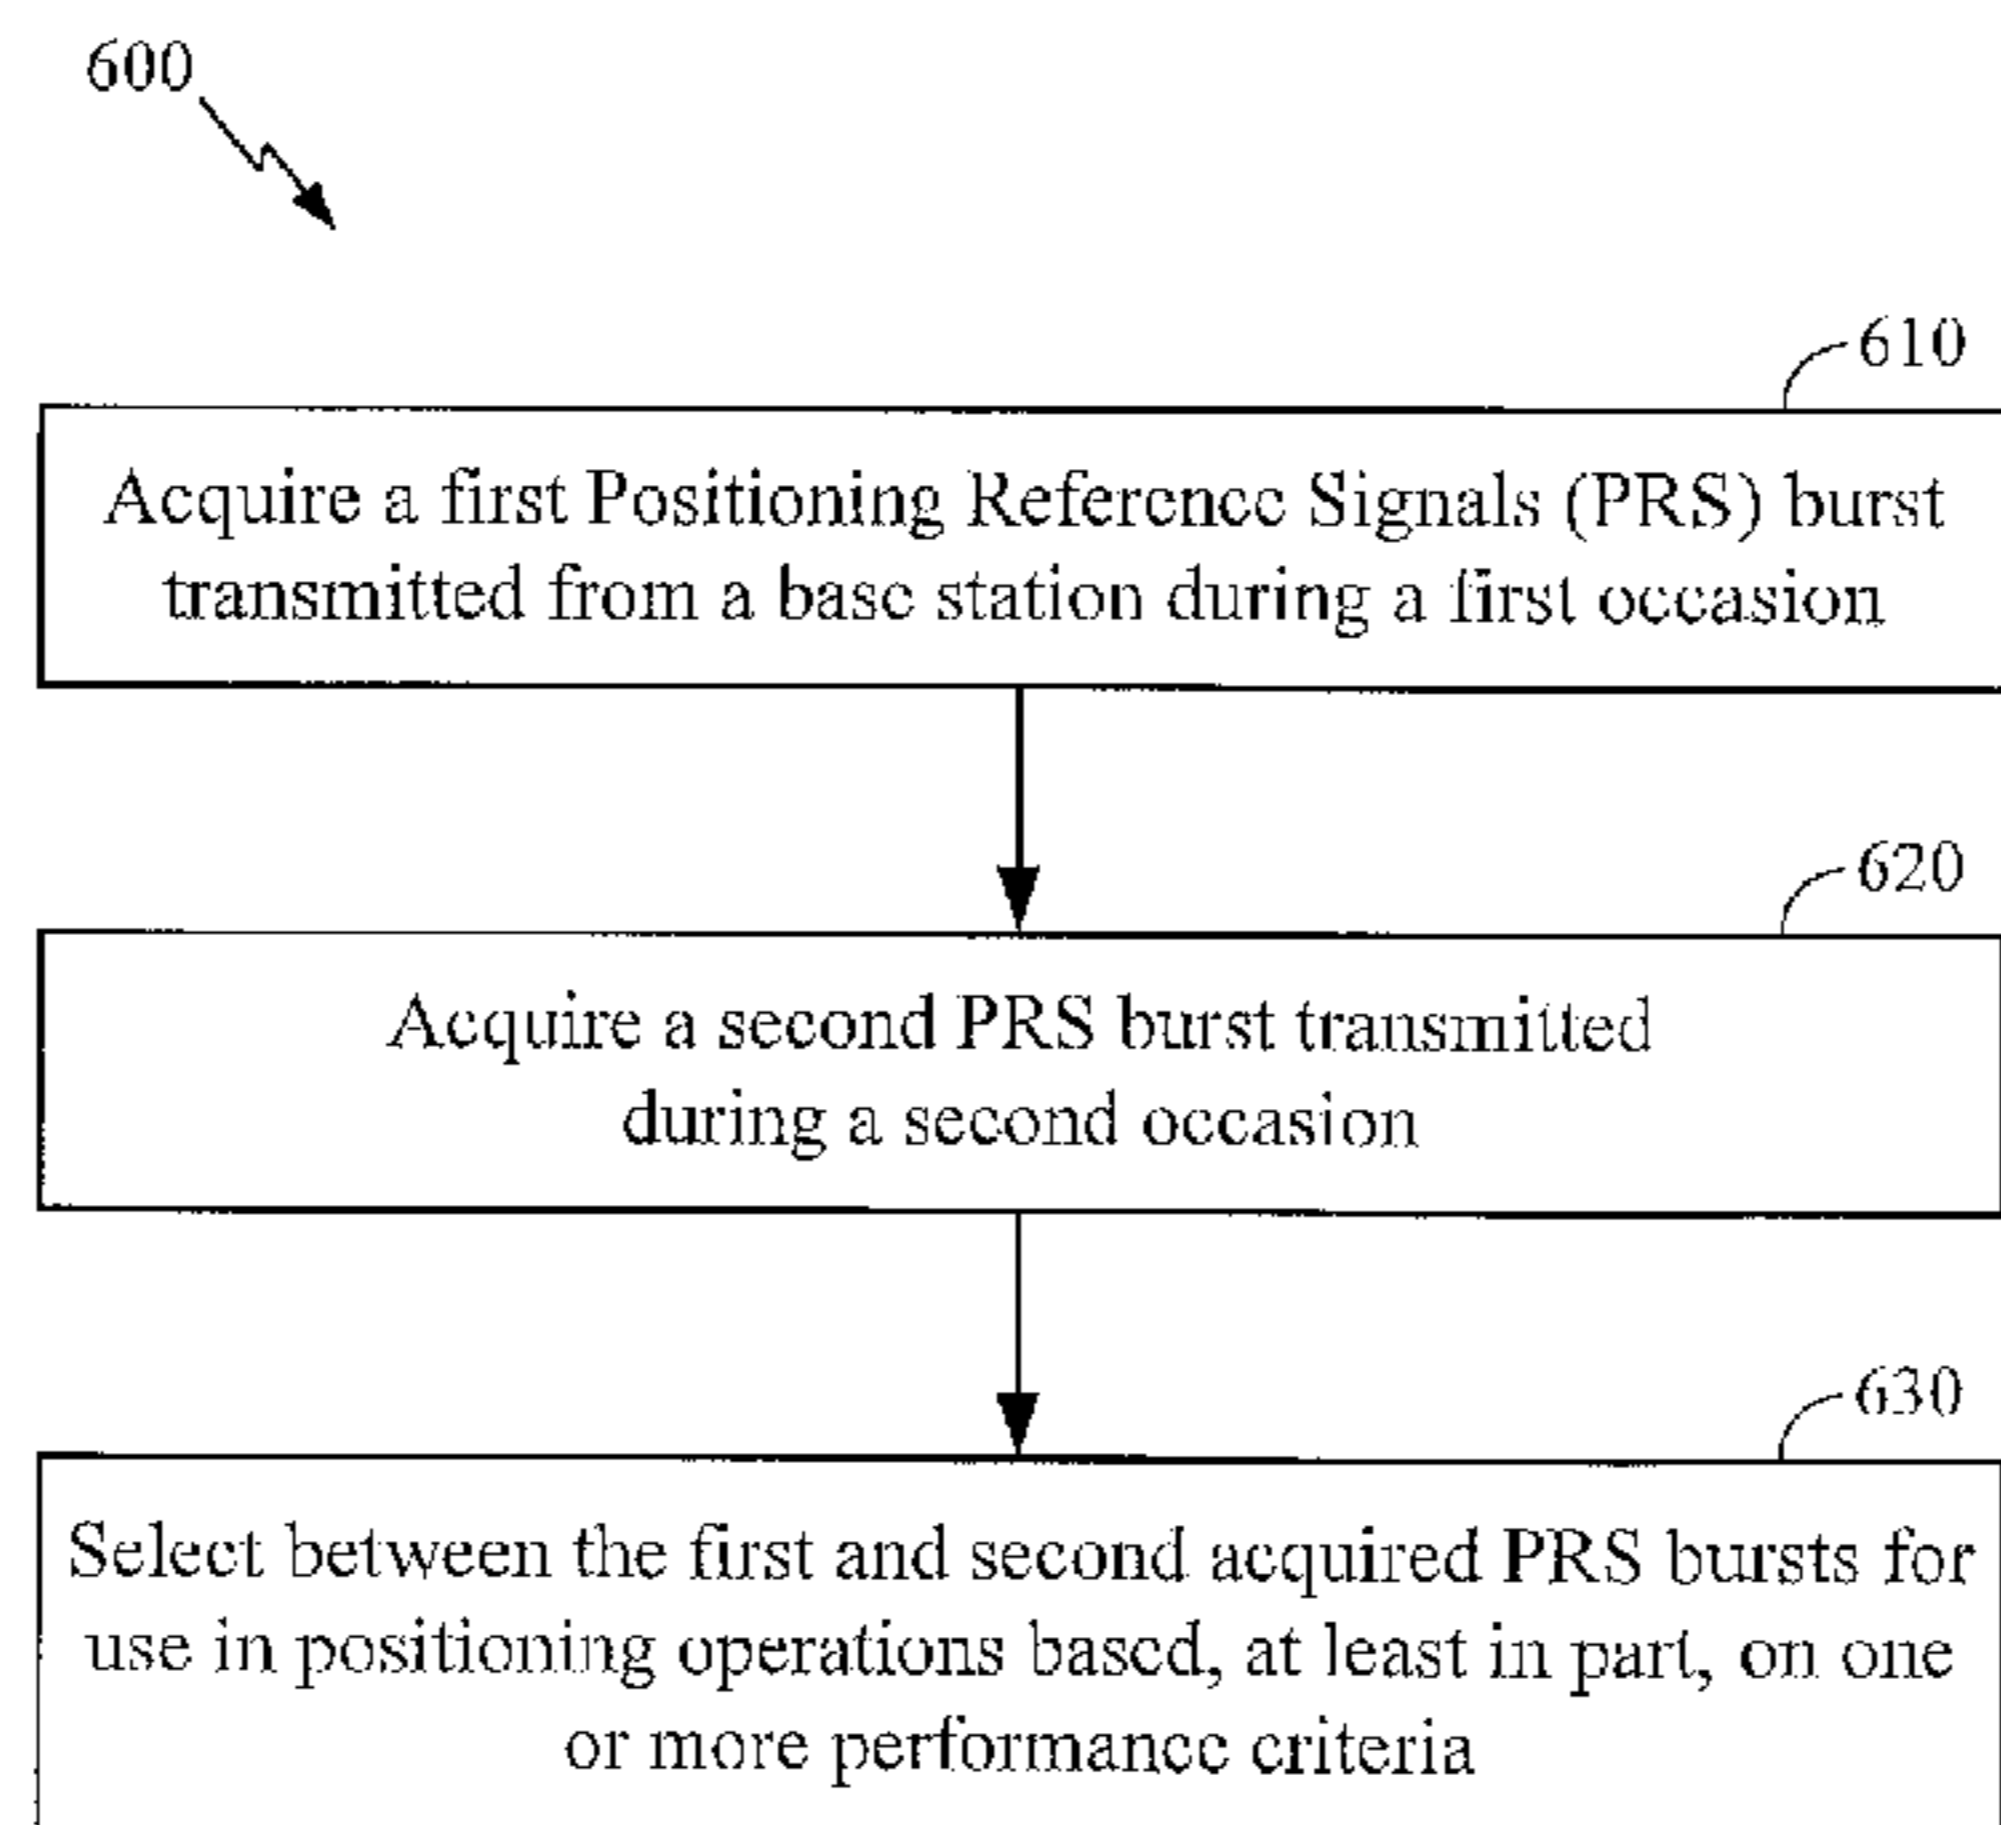 600
610
Acquire a first Positioning Reference Signals (PRS) burst
transmitted from a base station during a first occasion
620
Acquire a second PRS burst transmitted
during a second occasion
630
Select between the first and second acquired PRS bursts for
use in positioning operations based, at least in part, on one
or more performance criteria